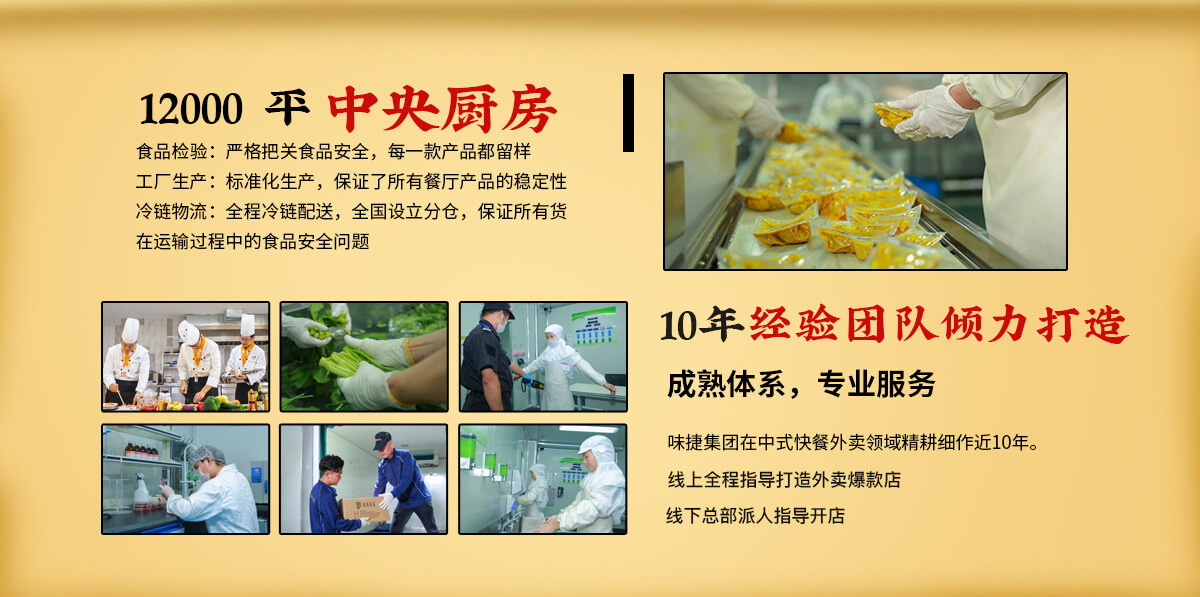 12000 平 中央厨房
食品检验：严格把关食品安全，每一款产品都留样
工厂生产：标准化生产，保证了所有餐厅产品的稳定性
冷链物流：全程冷链配送，全国设立分仓，保证所有货
在运输过程中的食品安全问题
10年经验团队倾力打造
成熟体系，专业服务
味捷集团在中式快餐外卖领域精耕细作近10年。
线上全程指导打造外卖爆款店
线下总部派人指导开店